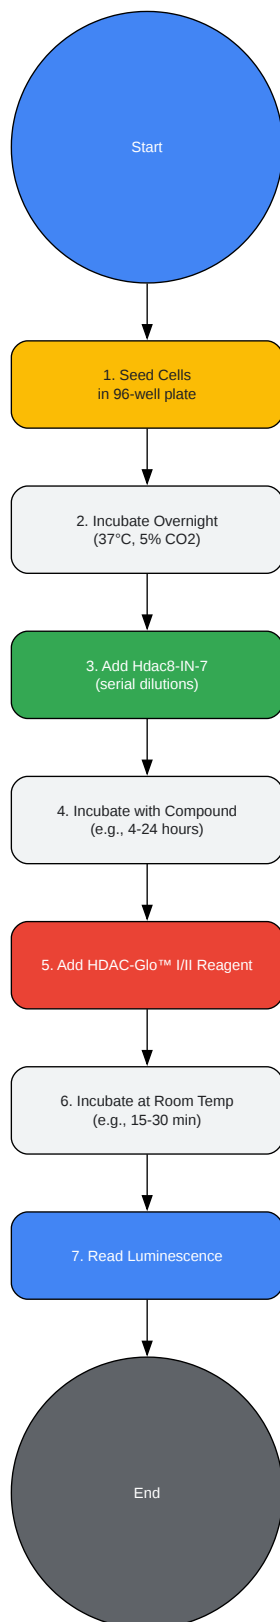 Start
1. Seed Cells
in 96-well plate
2. Incubate Overnight
(37°C, 5% CO2)
3. Add Hdac8-IN-7
(serial dilutions)
4. Incubate with Compound
(e.g., 4-24 hours)
5. Add HDAC-Glo™ I/II Reagent
6. Incubate at Room Temp
(e.g., 15-30 min)
7. Read Luminescence
End